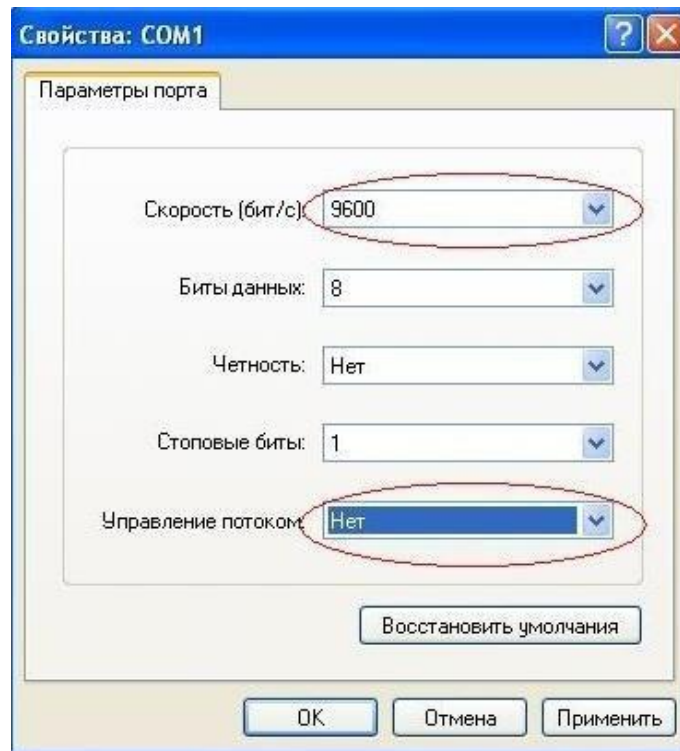 Свойства: COM1
Параметры порта
Скорость (бит/с) 9600
Биты данных: 8
Четность: Нет
Стоповые биты: 1
Управление потоком Нет
Восстановить умолчания
OK Отмена Применить